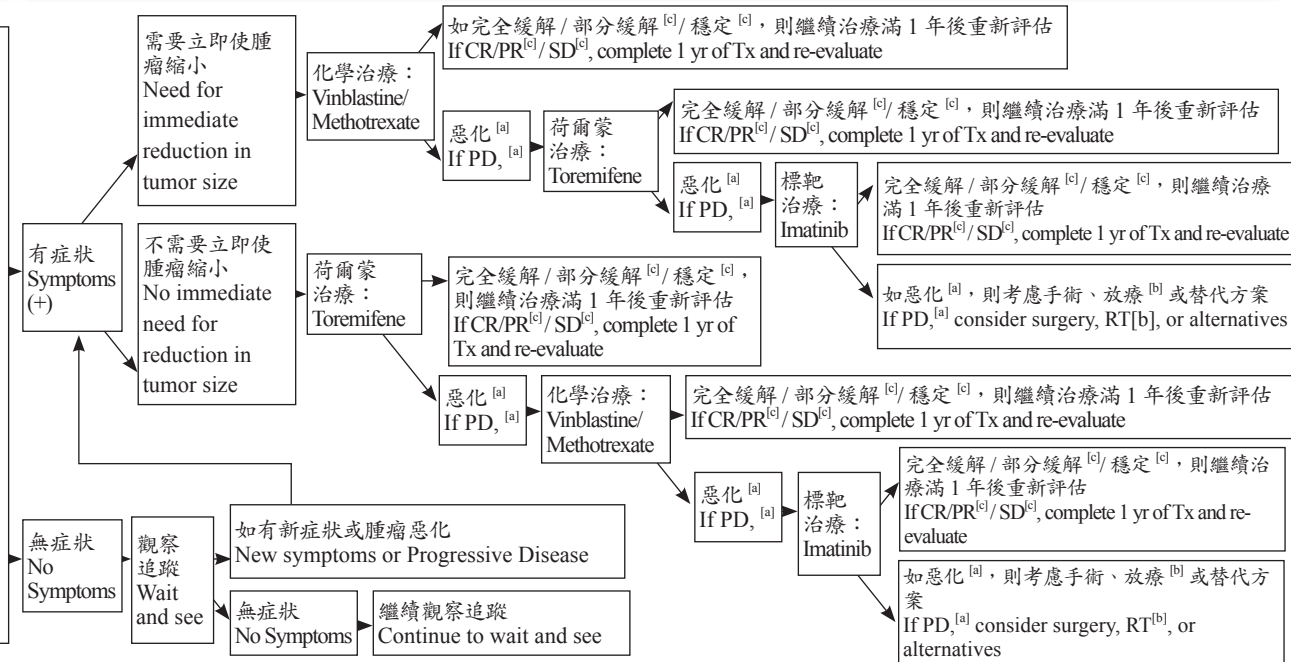 需要立即使腫
瘤縮小
Need for
immediate
reduction in
tumor size
化學治療：
Vinblastine/
Methotrexate
如完全緩解 / 部分緩解 [c]/ 穩定 [c]，則繼續治療滿 1 年後重新評估
If CR/PR[c]/ SD[c], complete 1 yr of Tx and re-evaluate
惡化 [a]
If PD, [a]
荷爾蒙
治療：
Toremifene
完全緩解 / 部分緩解 [c]/ 穩定 [c]，則繼續治療滿 1 年後重新評估
If CR/PR[c]/ SD[c], complete 1 yr of Tx and re-evaluate
惡化 [a]
If PD, [a]
標靶
治療：
Imatinib
完全緩解 / 部分緩解 [c]/ 穩定 [c]，則繼續治療
滿 1 年後重新評估
If CR/PR[c]/ SD[c], complete 1 yr of Tx and re-evaluate
如惡化 [a]，則考慮手術、放療 [b] 或替代方案
If PD,[a] consider surgery, RT[b], or alternatives
有症狀
Symptoms
(+)
不需要立即使
腫瘤縮小
No immediate
need for
reduction in
tumor size
荷爾蒙
治療：
Toremifene
完全緩解 / 部分緩解 [c]/ 穩定 [c]，
則繼續治療滿 1 年後重新評估
If CR/PR[c]/ SD[c], complete 1 yr of
Tx and re-evaluate
惡化 [a]
If PD, [a]
化學治療：
Vinblastine/
Methotrexate
完全緩解 / 部分緩解 [c]/ 穩定 [c]，則繼續治療滿 1 年後重新評估
If CR/PR[c]/ SD[c], complete 1 yr of Tx and re-evaluate
惡化 [a]
If PD, [a]
標靶
治療：
Imatinib
完全緩解 / 部分緩解 [c]/ 穩定 [c]，則繼續治
療滿 1 年後重新評估
If CR/PR[c]/ SD[c], complete 1 yr of Tx and re-
evaluate
如惡化 [a]，則考慮手術、放療 [b] 或替代方
案
If PD,[a] consider surgery, RT[b], or
alternatives
無症狀
No
Symptoms
觀察
追蹤
Wait
and see
如有新症狀或腫瘤惡化
New symptoms or Progressive Disease
無症狀
No Symptoms
繼續觀察追蹤
Continue to wait and see